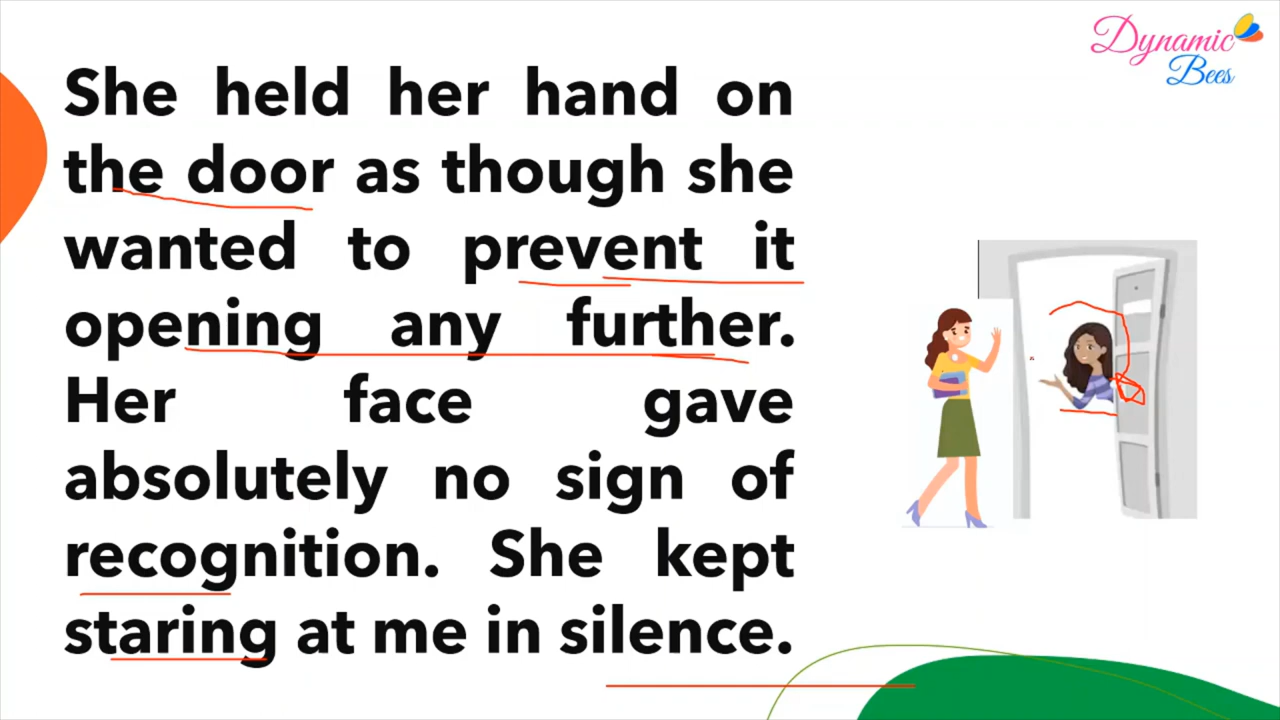 Dynamic
Bees
She held her hand on
the door as though she
wanted to prevent it
opening any further.
Her face gave
absolutely no sign of
recognition. She kept
staring at me in silence.